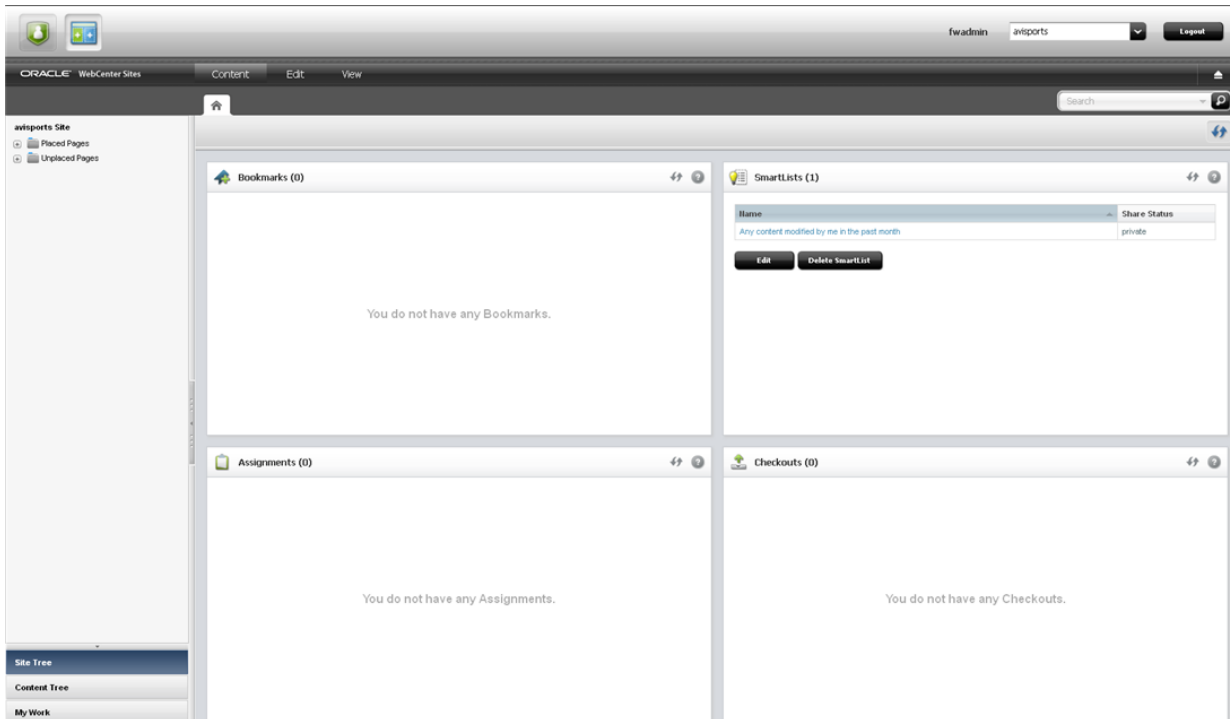 fwadmin
avisports
Logout
ORACLE WebCenter Sites
Content
Edit
View
Search
avisports Site
Placed Pages
Unplaced Pages
Bookmarks (0)
You do not have any Bookmarks.
SmartLists (1)
Name
Share Status
Any content modified by me in the past month
private
Edit
Delete SmartList
Assignments (0)
You do not have any Assignments.
Checkouts (0)
You do not have any Checkouts.
Site Tree
Content Tree
My Work